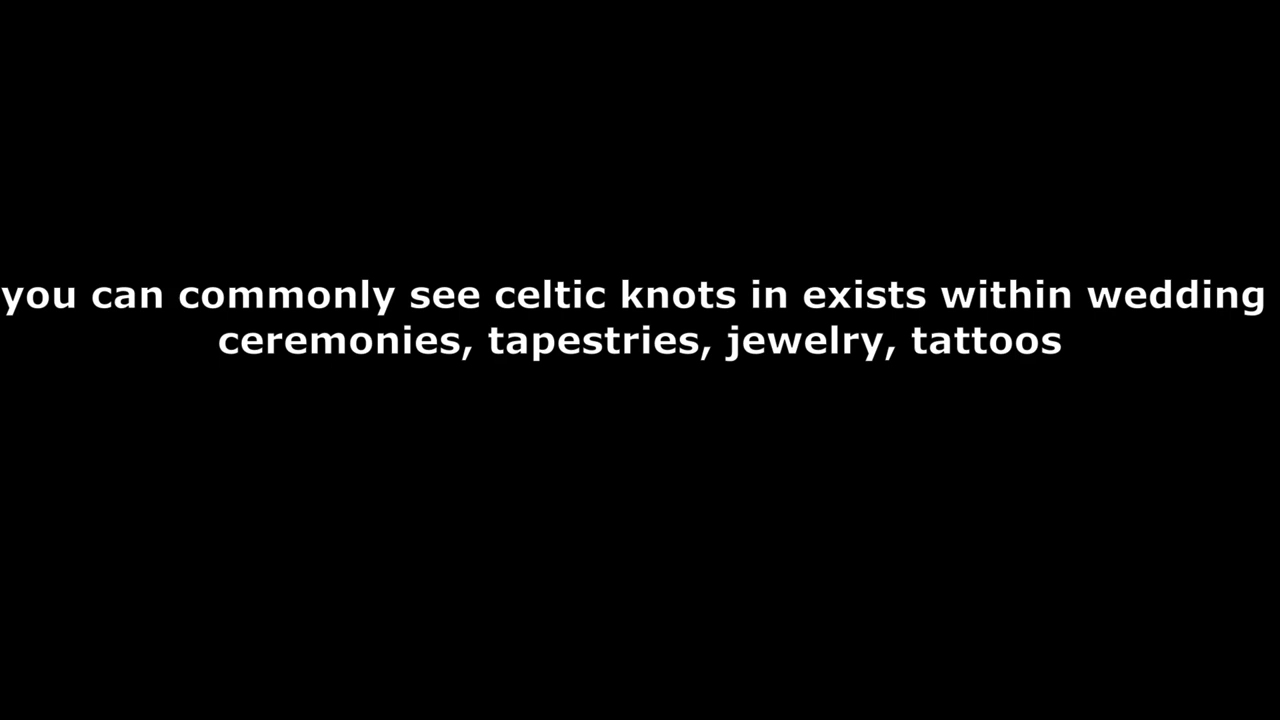 you can commonly see celtic knots in exists within wedding
ceremonies, tapestries, jewelry, tattoos